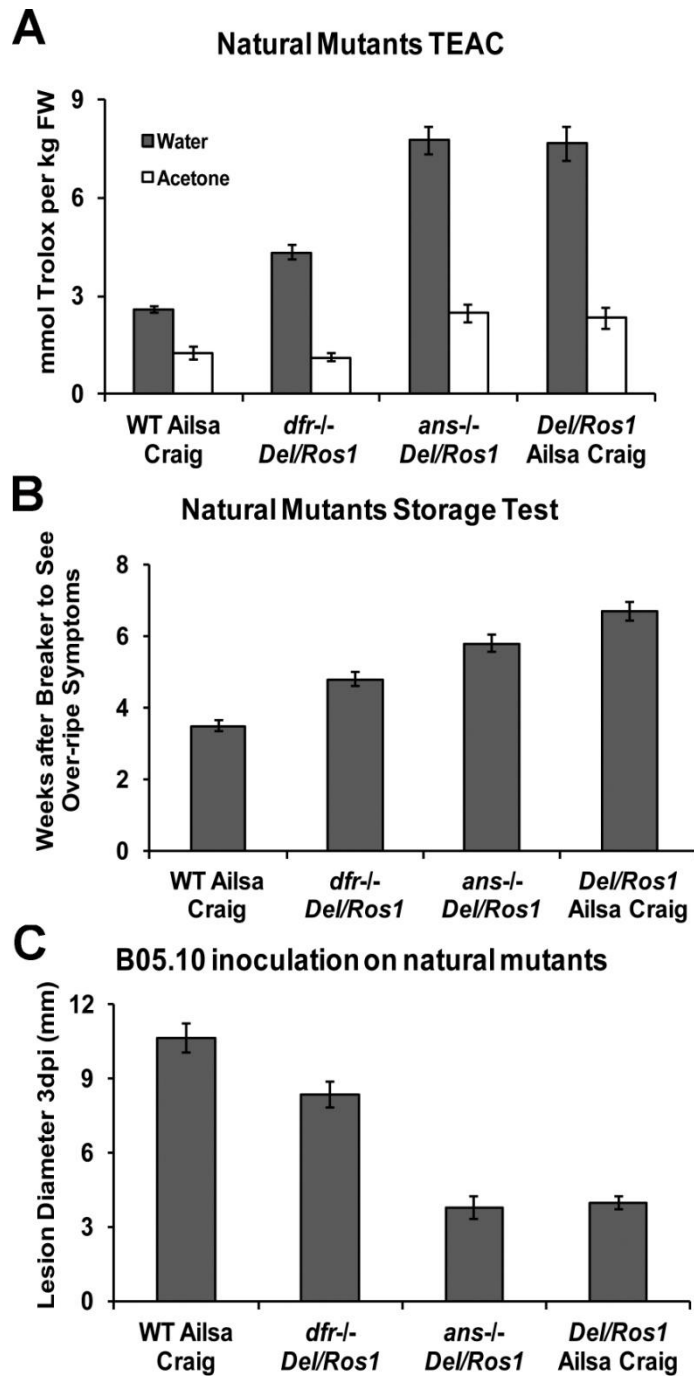 A
Natural Mutants TEAC
mmol Trolox per kg FW
9
6
3
0
Water
Acetone
WT Ailsa
Craig
dfr-/-
Del/Ros1
ans-/-
Del/Ros1
Del/Ros1
Ailsa Craig
B
Natural Mutants Storage Test
Weeks after Breaker to See
Over-ripe Symptoms
8
6
4
2
0
WT Ailsa
Craig
dfr-/-
Del/Ros1
ans-/-
Del/Ros1
Del/Ros1
Ailsa Craig
C
B05.10 inoculation on natural mutants
Lesion Diameter 3dpi (mm)
12
9
6
3
0
WT Ailsa
Craig
dfr-/-
Del/Ros1
ans-/-
Del/Ros1
Del/Ros1
Ailsa Craig